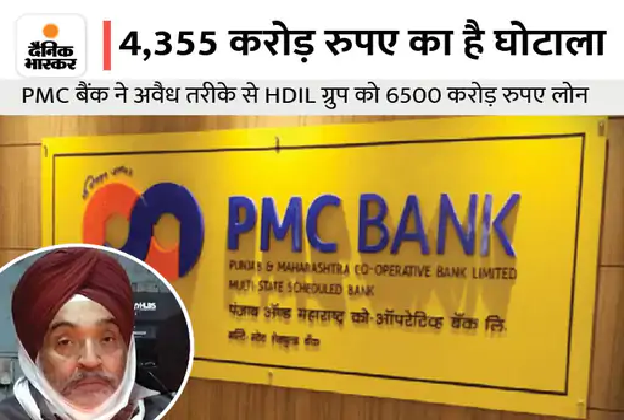 दैनिक
भास्कर
4,355 करोड़ रुपए का है घोटाला
PMC बैंक ने अवैध तरीके से HDIL ग्रुप को 6500 करोड़ रुपए लोन
PMC BANK
PUNJAB & MAHARASHTRA CO-OPERATIVE BANK LIMITED
MULTI-STATE SCHEDULED BANK
पंजाब अॅण्ड महाराष्ट्र को-ऑपरेटिव्ह बँक लि.